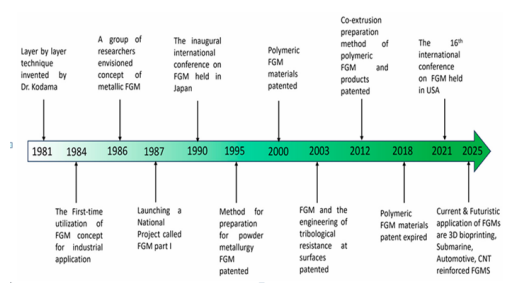 Layer by layer
technique
invented by
Dr. Kodama
A group of
researchers
envisioned
concept of
metallic FGM
The inaugural
international
conference on
FGM held in
Japan
Polymeric
FGM
materials
patented
Co-extrusion
preparation
method of
polymeric
FGM and
products
patented
The 16th
international
conference
on FGM held
in USA
1981 1984 1986 1987 1990 1995 2000 2003 2012 2018 2021 2025
The First-time
utilization of
FGM concept
for industrial
application
Launching a
National
Project called
FGM part I
Method for
preparation
for powder
metallurgy
FGM
patented
FGM and the
engineering of
tribological
resistance at
surfaces
patented
Polymeric
FGM materials
patent expired
Current & Futuristic
application of FGMs
are 3D bioprinting,
Submarine,
Automotive, CNT
reinforced FGMS